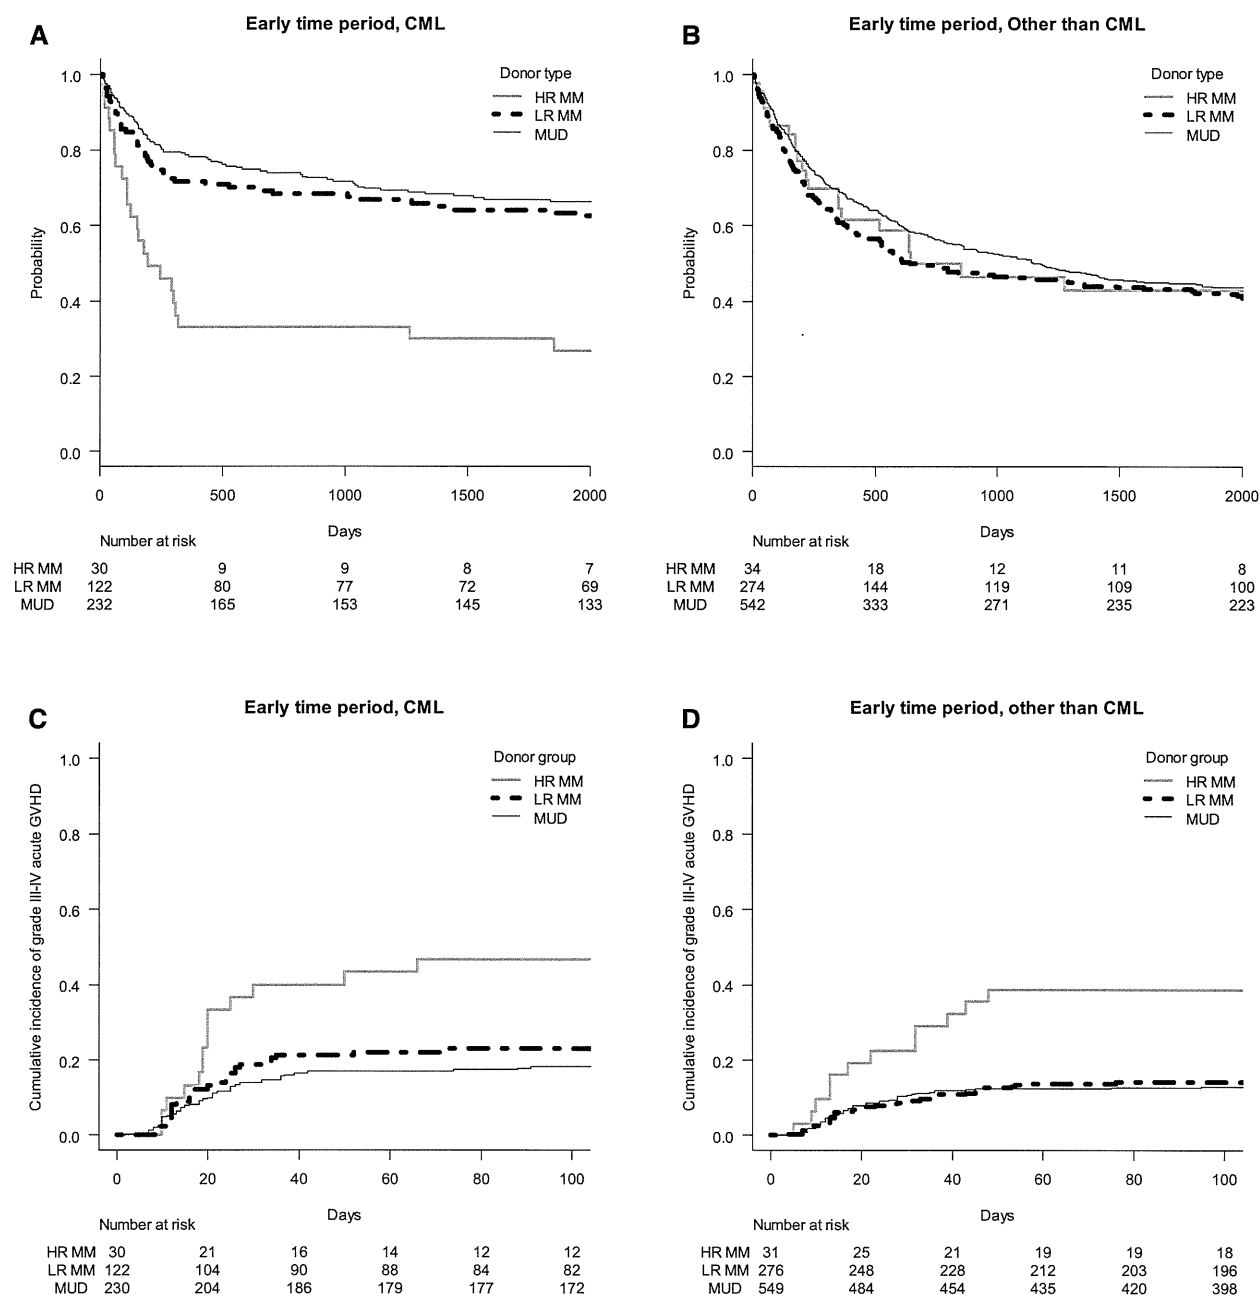 A
Early time period, CML
Probability
1.0
0.8
0.6
0.4
0.2
0.0
Donor type
HR MM
LR MM
MUD
0 500 1000 1500 2000
Days
Number at risk
HR MM 30 9 9 8 7
LR MM 122 80 77 72 69
MUD 232 165 153 145 133
B
Early time period, Other than CML
Probability
1.0
0.8
0.6
0.4
0.2
0.0
Donor type
HR MM
LR MM
MUD
0 500 1000 1500 2000
Days
Number at risk
HR MM 34 18 12 11 8
LR MM 274 144 119 109 100
MUD 542 333 271 235 223
C
Early time period, CML
Cumulative incidence of grade III-IV acute GVHD
1.0
0.8
0.6
0.4
0.2
0.0
Donor group
HR MM
LR MM
MUD
0 20 40 60 80 100
Days
Number at risk
HR MM 30 21 16 14 12 12
LR MM 122 104 90 88 84 82
MUD 230 204 186 179 177 172
D
Early time period, other than CML
Cumulative incidence of grade III-IV acute GVHD
1.0
0.8
0.6
0.4
0.2
0.0
Donor group
HR MM
LR MM
MUD
0 20 40 60 80 100
Days
Number at risk
HR MM 31 25 21 19 19 18
LR MM 276 248 228 212 203 196
MUD 549 484 454 435 420 398